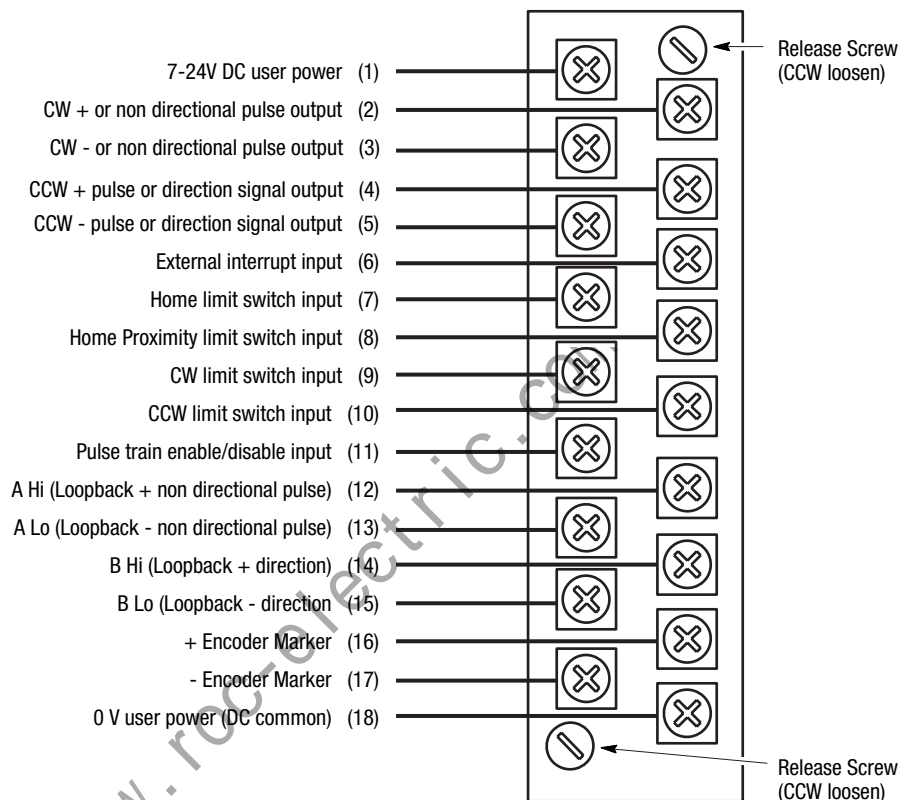 Release Screw
(CCW loosen)
7-24V DC user power (1)
CW + or non directional pulse output (2)
CW - or non directional pulse output (3)
CCW + pulse or direction signal output (4)
CCW - pulse or direction signal output (5)
External interrupt input (6)
Home limit switch input (7)
Home Proximity limit switch input (8)
CW limit switch input (9)
CCW limit switch input (10)
Pulse train enable/disable input (11)
A Hi (Loopback + non directional pulse) (12)
A Lo (Loopback - non directional pulse) (13)
B Hi (Loopback + direction) (14)
B Lo (Loopback - direction (15)
+ Encoder Marker (16)
- Encoder Marker (17)
0 V user power (DC common) (18)
Release Screw
(CCW loosen)
w.roc-electric.com